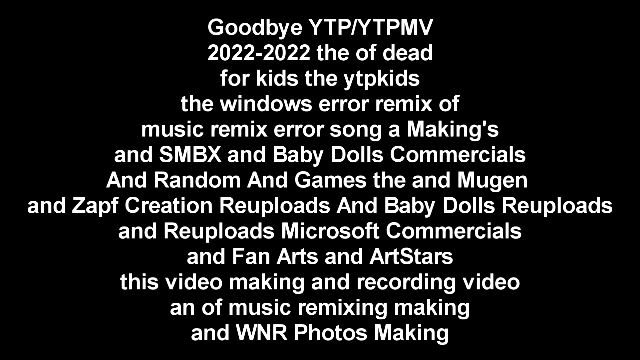 Goodbye YTP/YTPMV
2022-2022 the of dead
for kids the ytpkids
the windows error remix of
music remix error song a Making's
and SMBX and Baby Dolls Commercials
And Random And Games the and Mugen
and Zapf Creation Reuploads And Baby Dolls Reuploads
and Reuploads Microsoft Commercials
and Fan Arts and ArtStars
this video making and recording video
an of music remixing making
and WNR Photos Making